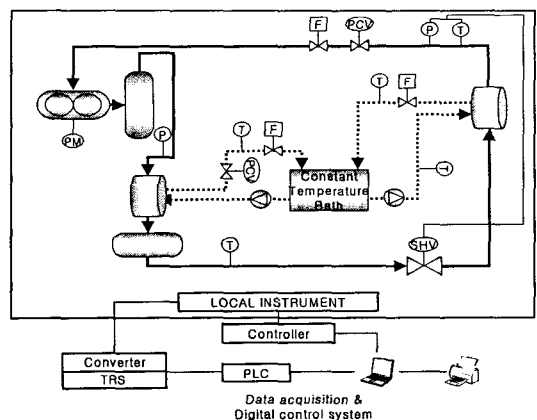 F
PCV
P
T
T
F
PM
P
T
F
PCV
Constant
Temperature
Bath
T
T
SHV
LOCAL INSTRUMENT
Controller
Converter
TRS
PLC
Data acquisition &
Digital control system